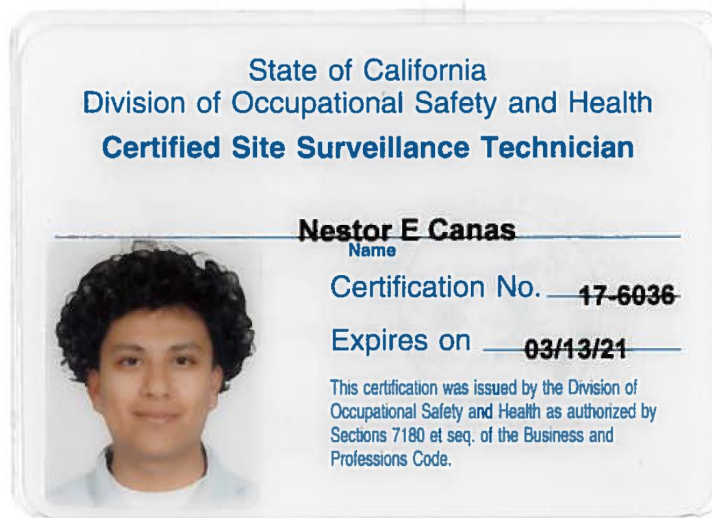 State of California
Division of Occupational Safety and Health
Certified Site Surveillance Technician
Nestor E Canas
Name
Certification No. 17-6036
Expires on 03/13/21
This certification was issued by the Division of
Occupational Safety and Health as authorized by
Sections 7180 et seq. of the Business and
Professions Code.